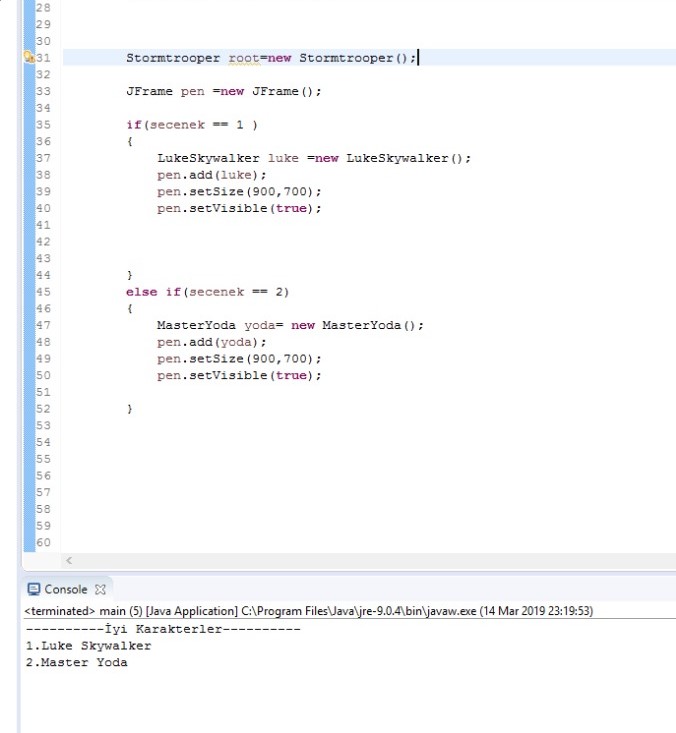 28
29
30
31 Stormtrooper root=new Stormtrooper();
32
33 JFrame pen =new JFrame();
34
35 if(secenek == 1 )
36 {
37 LukeSkywalker luke =new LukeSkywalker();
38 pen.add(luke);
39 pen.setSize(900,700);
40 pen.setVisible(true);
41
42
43
44 }
45 else if(secenek == 2)
46 {
47 MasterYoda yoda= new MasterYoda();
48 pen.add(yoda);
49 pen.setSize(900,700);
50 pen.setVisible(true);
51
52 }
53
54
55
56
57
58
59
60
Console
<terminated> main (5) [Java Application] C:\Program Files\Java\jre-9.0.4\bin\javaw.exe (14 Mar 2019 23:19:53)
----------İyi Karakterler----------
1.Luke Skywalker
2.Master Yoda